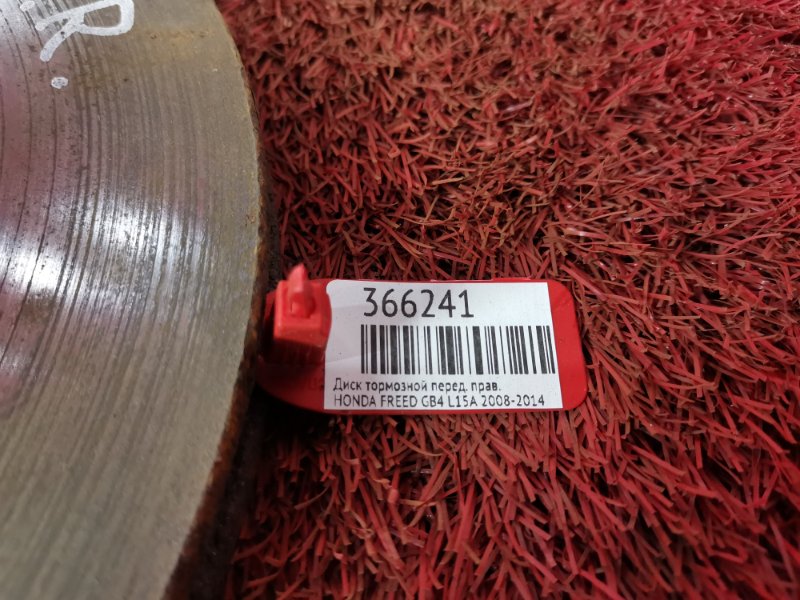 R.
366241
Диск тормозной перед. прав.
HONDA FREED GB4 L15A 2008-2014